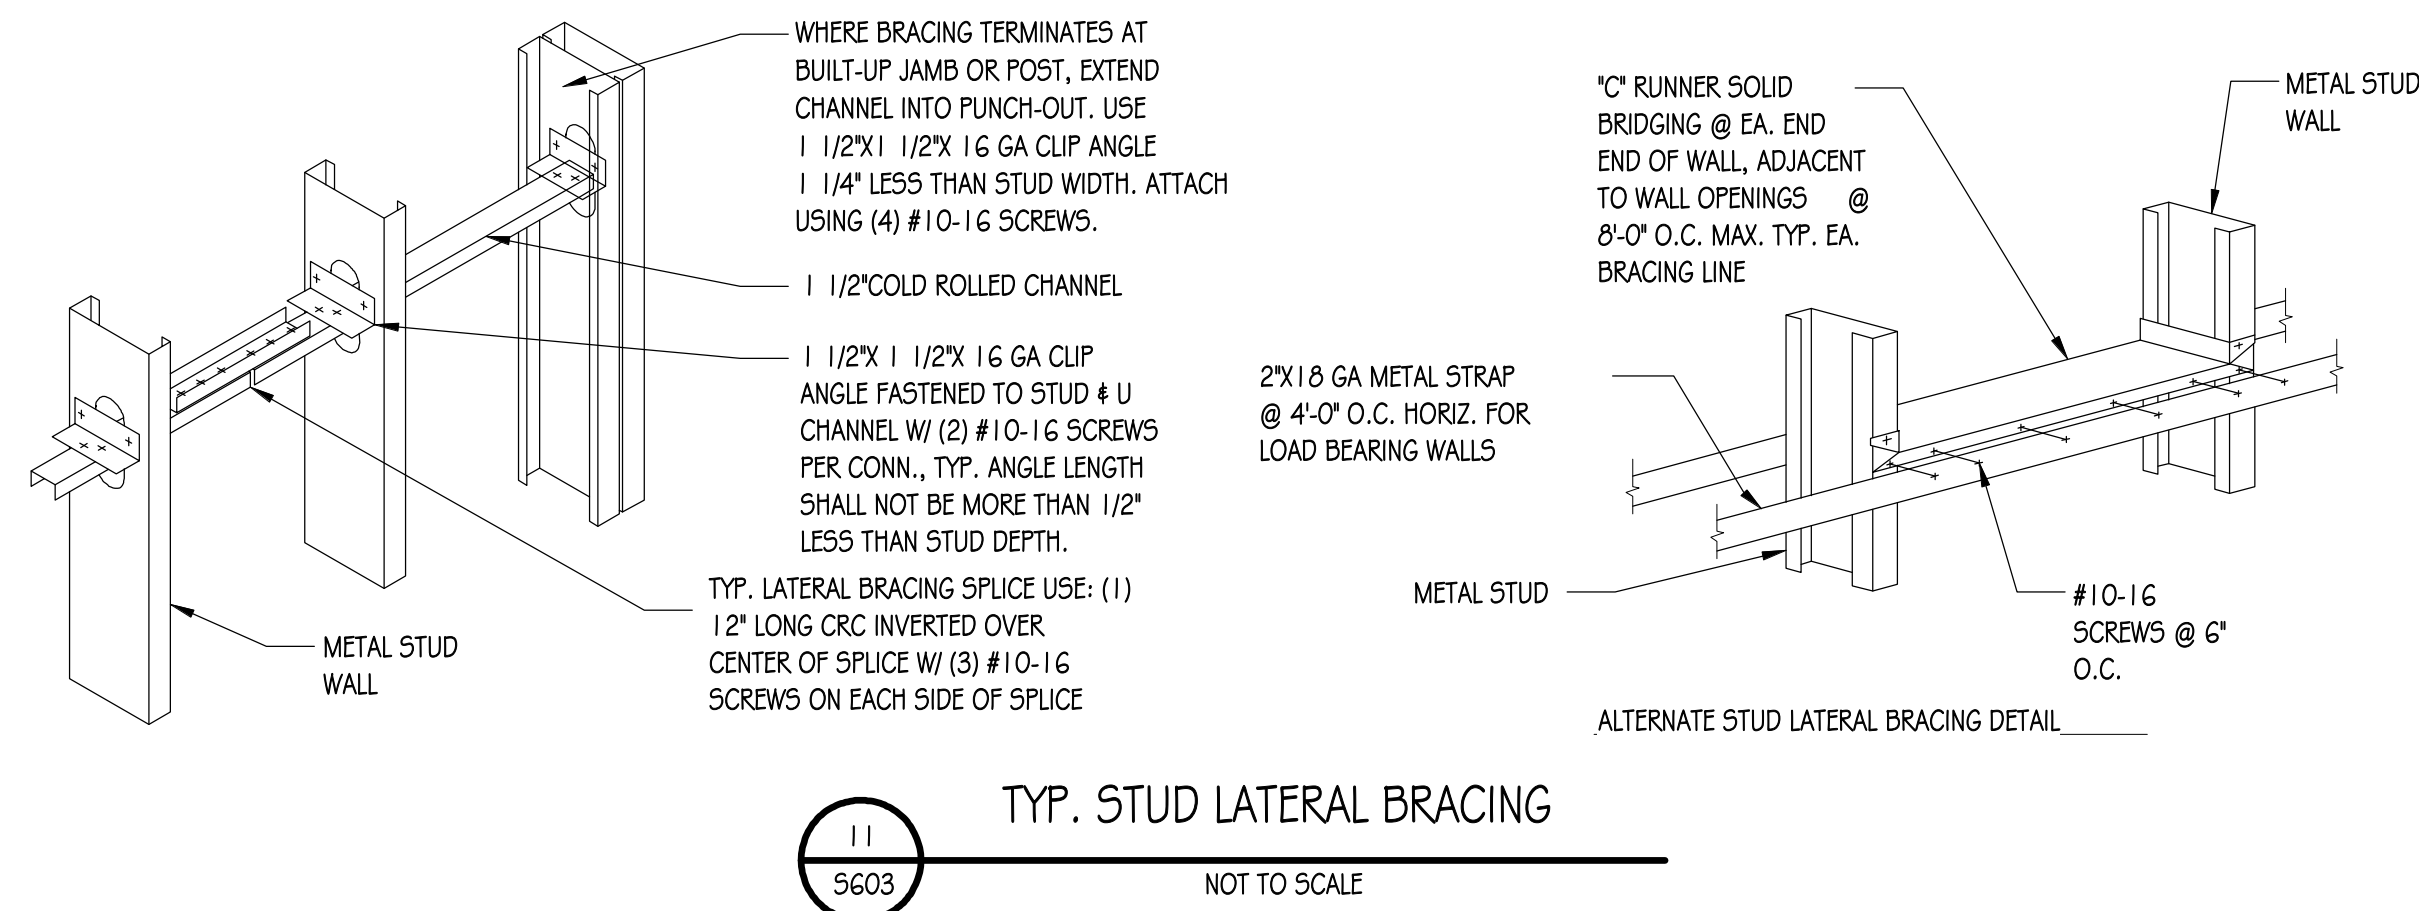 WHERE BRACING TERMINATES AT
BUILT-UP JAMB OR POST, EXTEND
CHANNEL INTO PUNCH-OUT. USE
1 1/2"X1 1/2"X 16 GA CLIP ANGLE
1 1/4" LESS THAN STUD WIDTH. ATTACH
USING (4) #10-16 SCREWS.
1 1/2"COLD ROLLED CHANNEL
1 1/2"X 1 1/2"X 16 GA CLIP
ANGLE FASTENED TO STUD & U
CHANNEL W/ (2) #10-16 SCREWS
PER CONN., TYP. ANGLE LENGTH
SHALL NOT BE MORE THAN 1/2"
LESS THAN STUD DEPTH.
TYP. LATERAL BRACING SPLICE USE: (1)
12" LONG CRC INVERTED OVER
CENTER OF SPLICE W/ (3) #10-16
SCREWS ON EACH SIDE OF SPLICE
METAL STUD
WALL
"C" RUNNER SOLID
BRIDGING @ EA. END
END OF WALL, ADJACENT
TO WALL OPENINGS @
8'-0" O.C. MAX. TYP. EA.
BRACING LINE
METAL STUD
WALL
2"X18 GA METAL STRAP
@ 4'-0" O.C. HORIZ. FOR
LOAD BEARING WALLS
METAL STUD
#10-16
SCREWS @ 6"
O.C.
ALTERNATE STUD LATERAL BRACING DETAIL
TYP. STUD LATERAL BRACING
11
S603
NOT TO SCALE